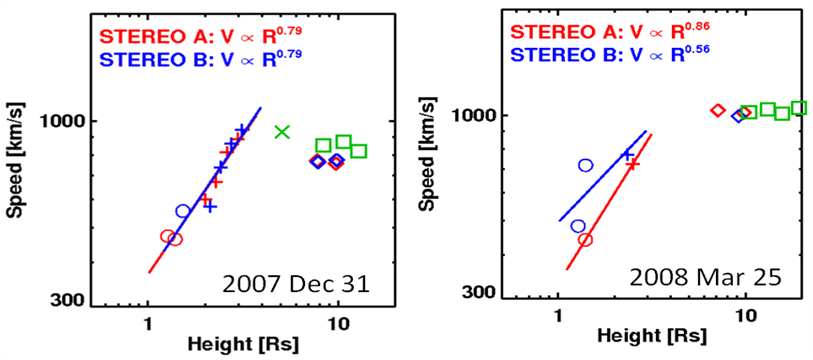 STEREO A: V ∝ R^0.79
STEREO B: V ∝ R^0.79
1000
300
Speed [km/s]
2007 Dec 31
1
10
Height [Rs]
STEREO A: V ∝ R^0.86
STEREO B: V ∝ R^0.56
1000
300
Speed [km/s]
2008 Mar 25
1
10
Height [Rs]